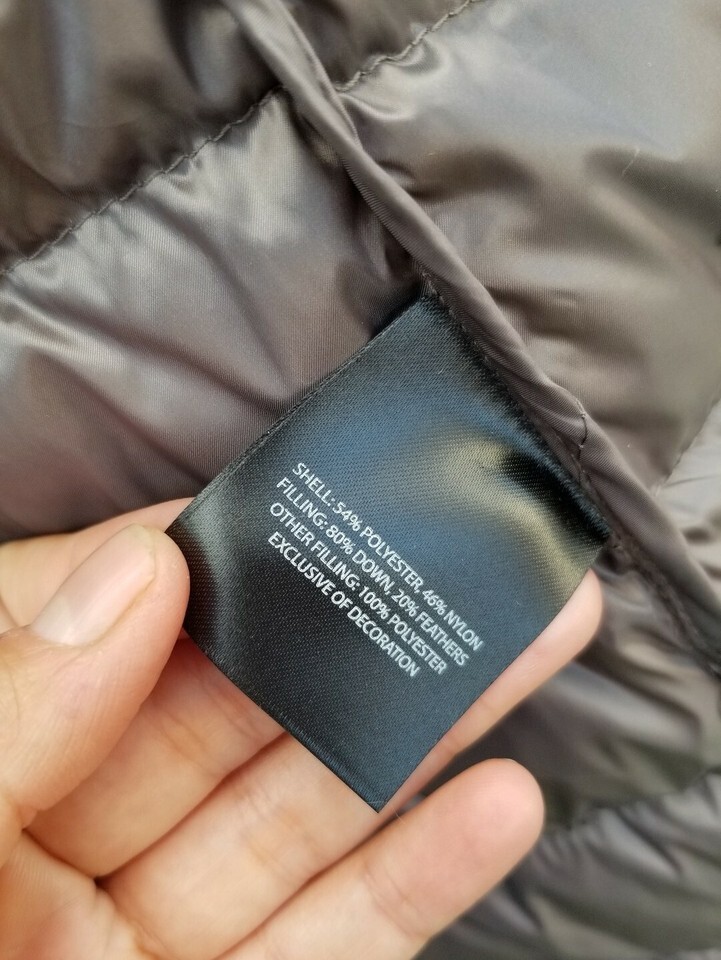 SHELL: 54% POLYESTER, 46% NYLON
FILLING: 80% DOWN, 20% FEATHERS
OTHER FILLING: 100% POLYESTER
EXCLUSIVE OF DECORATION